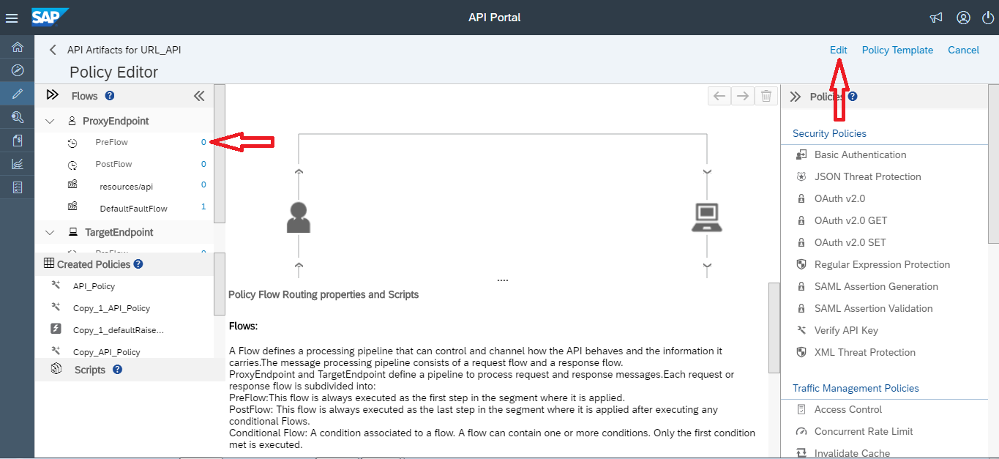 SAP
API Portal
API Artifacts for URL_API
Edit
Policy Template
Cancel
Policy Editor
Flows ?
ProxyEndpoint
PreFlow 0
PostFlow 0
resources/api 0
DefaultFaultFlow 1
TargetEndpoint
PreFlow 0
Created Policies ?
API_Policy
Copy_1_API_Policy
Copy_1_defaultRaise...
Copy_API_Policy
Scripts ?
....
Policy Flow Routing properties and Scripts
Flows:
A Flow defines a processing pipeline that can control and channel how the API behaves and the information it
carries.The message processing pipeline consists of a request flow and a response flow.
ProxyEndpoint and TargetEndpoint define a pipeline to process request and response messages.Each request or
response flow is subdivided into:
PreFlow:This flow is always executed as the first step in the segment where it is applied.
PostFlow: This flow is always executed as the last step in the segment where it is applied after executing any
conditional Flows.
Conditional Flow: A condition associated to a flow. A flow can contain one or more conditions. Only the first condition
met is executed.
Policies ?
Security Policies
Basic Authentication
JSON Threat Protection
OAuth v2.0
OAuth v2.0 GET
OAuth v2.0 SET
Regular Expression Protection
SAML Assertion Generation
SAML Assertion Validation
Verify API Key
XML Threat Protection
Traffic Management Policies
Access Control
Concurrent Rate Limit
Invalidate Cache